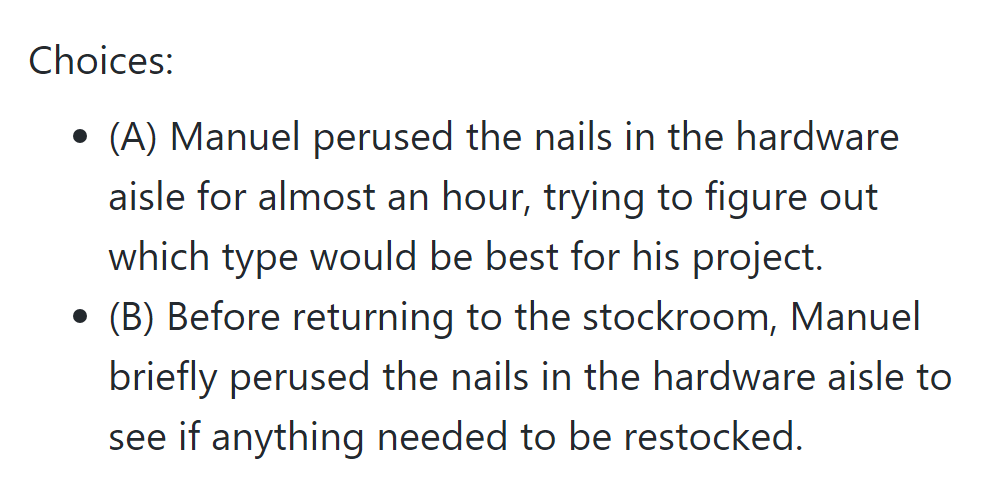 Choices:
• (A) Manuel perused the nails in the hardware
aisle for almost an hour, trying to figure out
which type would be best for his project.
• (B) Before returning to the stockroom, Manuel
briefly perused the nails in the hardware aisle to
see if anything needed to be restocked.